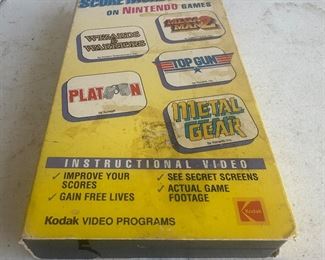 ON NINTENDO GAMES
WIZARDS &
WARRIORS
MEGA
MAN 2
TOP GUN
PLATOON
METAL
GEAR
INSTRUCTIONAL VIDEO
✓ IMPROVE YOUR
SCORES
✓ GAIN FREE LIVES
✓ SEE SECRET SCREENS
✓ ACTUAL GAME
FOOTAGE
Kodak VIDEO PROGRAMS
Kodak